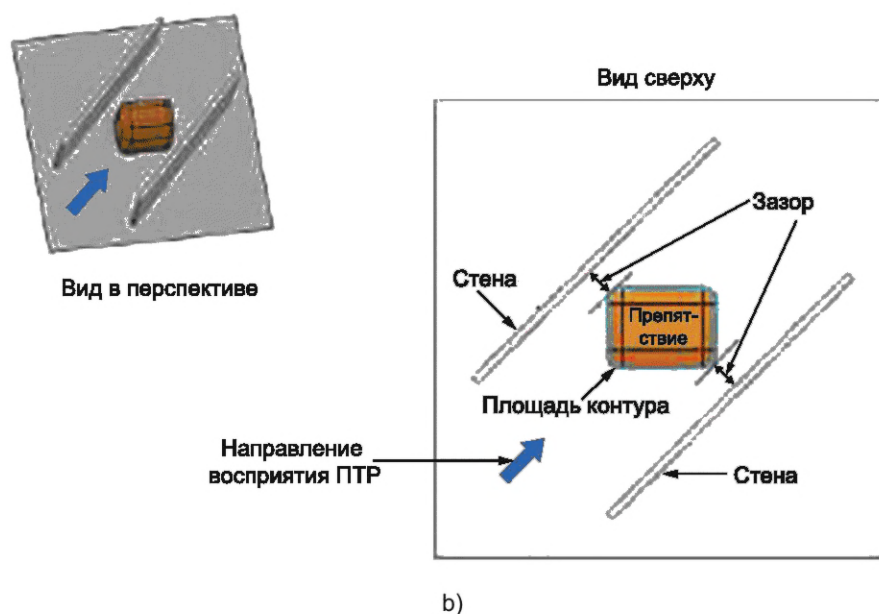 Вид сверху
Зазор
Вид в перспективе
Стена
Препят-
ствие
Площадь контура
Направление
восприятия ПТР
Стена
b)